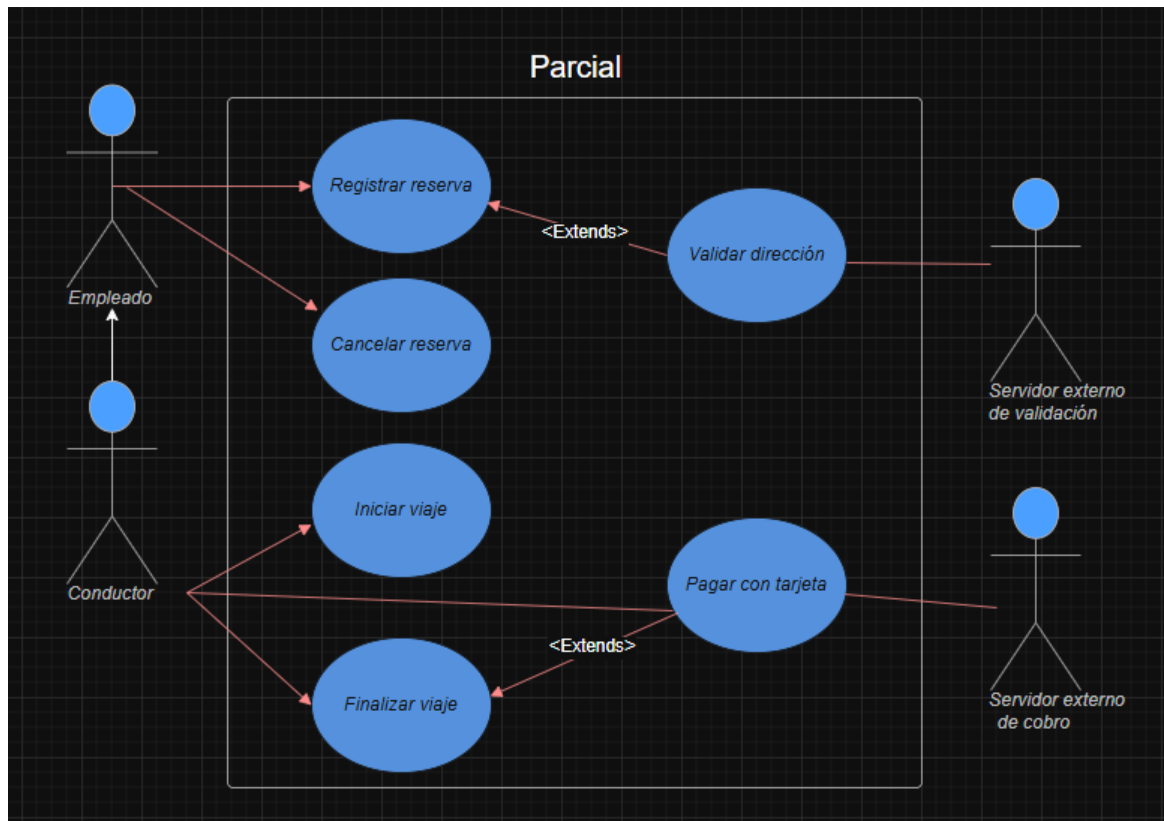 Parcial
Registrar reserva
<Extends>
Validar dirección
Empleado
Cancelar reserva
Servidor externo
de validación
Iniciar viaje
Conductor
Pagar con tarjeta
<Extends>
Finalizar viaje
Servidor externo
de cobro